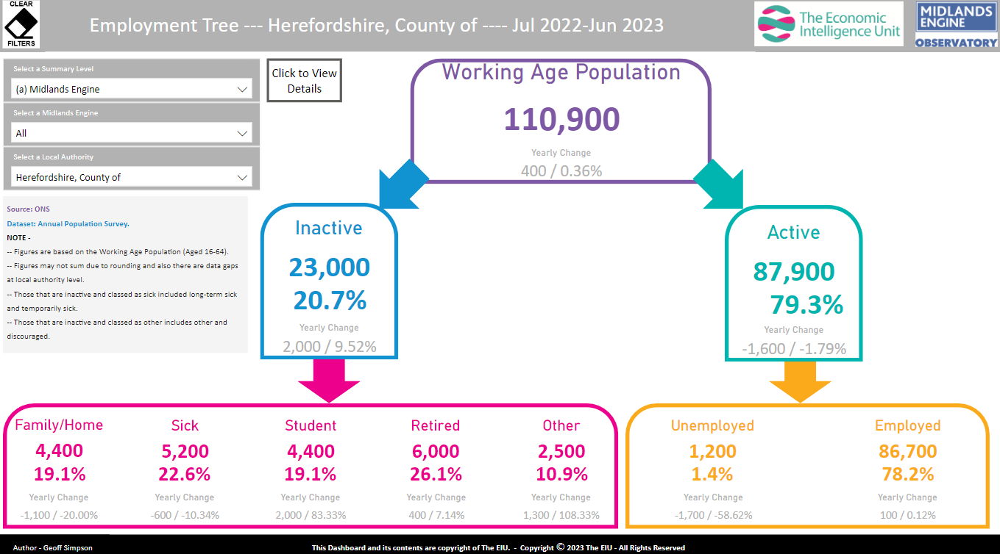 CLEAR
FILTERS
Employment Tree --- Herefordshire, County of ---- Jul 2022-Jun 2023
The Economic
Intelligence Unit
MIDLANDS
ENGINE
OBSERVATORY
Select a Summary Level
(a) Midlands Engine
Select a Midlands Engine
All
Select a Local Authority
Herefordshire, County of
Click to View
Details
Source: ONS
Dataset: Annual Population Survey.
NOTE -
-- Figures are based on the Working Age Population (Aged 16-64).
-- Figures may not sum due to rounding and also there are data gaps
at local authority level.
-- Those that are inactive and classed as sick included long-term sick
and temporarily sick.
-- Those that are inactive and classed as other includes other and
discouraged.
Working Age Population
110,900
Yearly Change
400 / 0.36%
Inactive
23,000
20.7%
Yearly Change
2,000 / 9.52%
Active
87,900
79.3%
Yearly Change
-1,600 / -1.79%
Family/Home
4,400
19.1%
Yearly Change
-1,100 / -20.00%
Sick
5,200
22.6%
Yearly Change
-600 / -10.34%
Student
4,400
19.1%
Yearly Change
2,000 / 83.33%
Retired
6,000
26.1%
Yearly Change
400 / 7.14%
Other
2,500
10.9%
Yearly Change
1,300 / 108.33%
Unemployed
1,200
1.4%
Yearly Change
-1,700 / -58.62%
Employed
86,700
78.2%
Yearly Change
100 / 0.12%
Author - Geoff Simpson
This Dashboard and its contents are copyright of The EIU. - Copyright © 2023 The EIU - All Rights Reserved